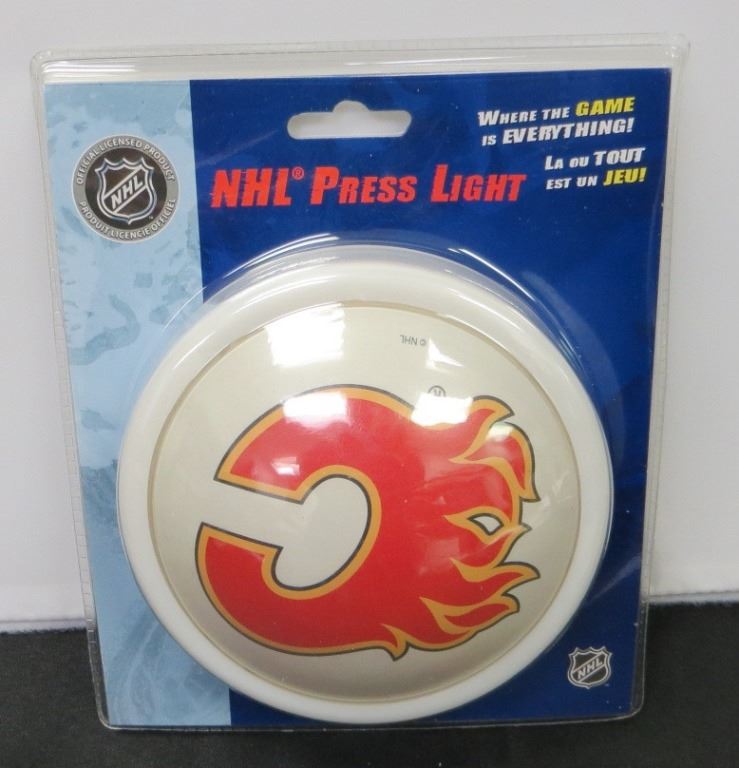 OFFICIAL LICENSED PRODUCT
NHL
PRODUIT LICENCIÉ OFFICIEL
NHL® PRESS LIGHT
WHERE THE GAME
IS EVERYTHING!
LA OU TOUT
EST UN JEU!
© NHL
®
NHL